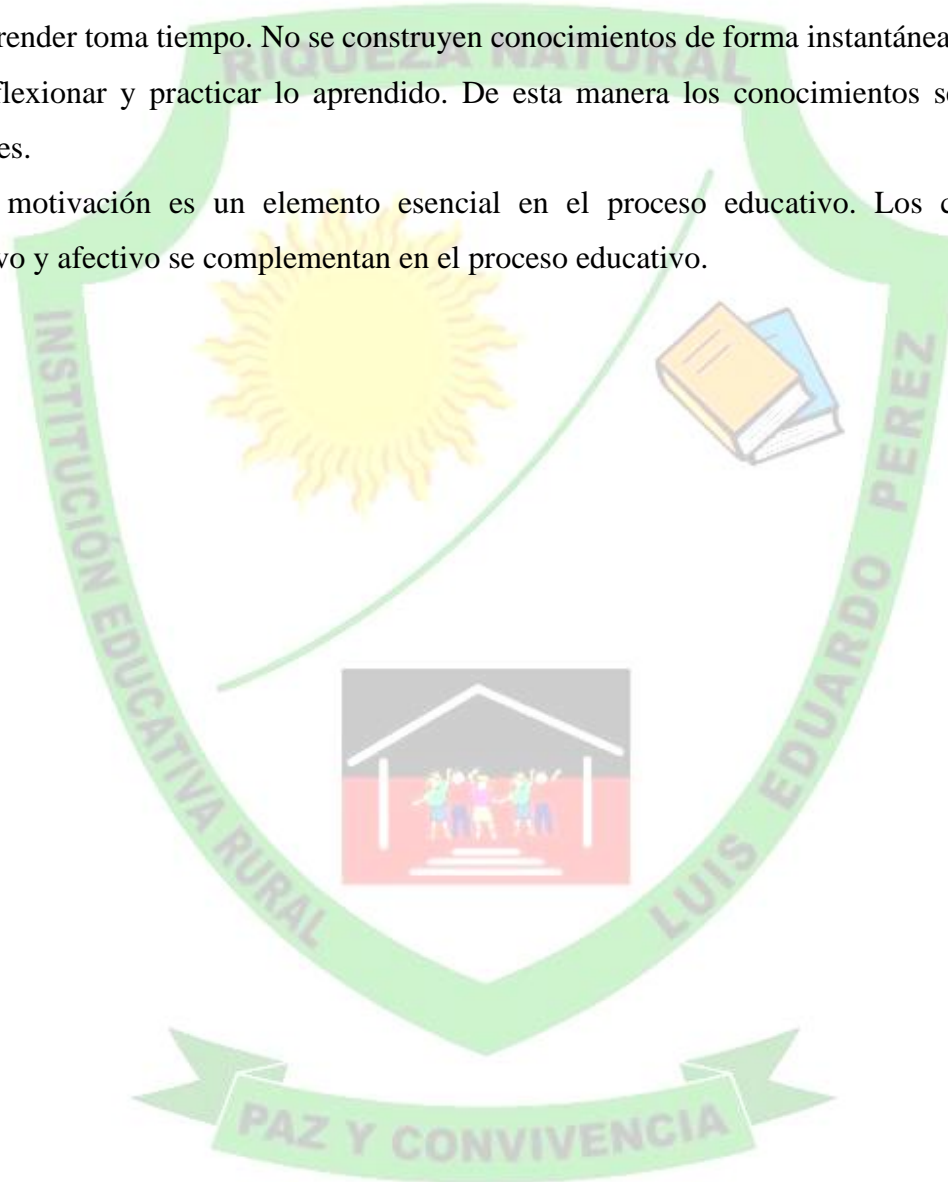 render toma tiempo. No se construyen conocimientos de forma instantánea
flexionar y practicar lo aprendido. De esta manera los conocimientos se
es.
motivación es un elemento esencial en el proceso educativo. Los c
vo y afectivo se complementan en el proceso educativo.
RIQUEZA NATURAL
INSTITUCIÓN EDUCATIVA RURAL
LUIS EDUARDO PEREZ
PAZ Y CONVIVENCIA